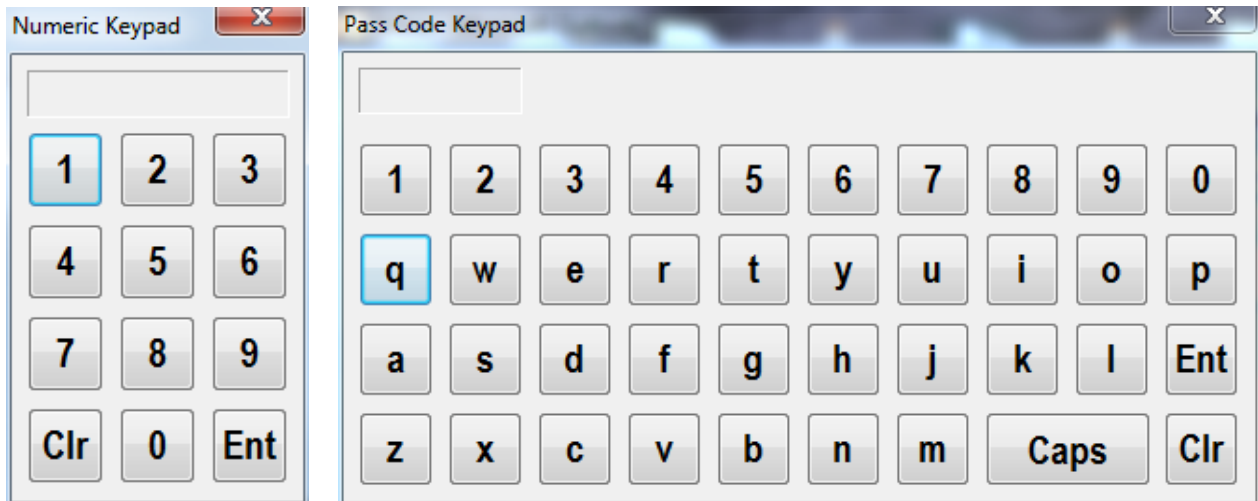 Numeric Keypad
1 2 3
4 5 6
7 8 9
Clr 0 Ent
Pass Code Keypad
1 2 3 4 5 6 7 8 9 0
q w e r t y u i o p
a s d f g h j k l Ent
z x c v b n m Caps Clr